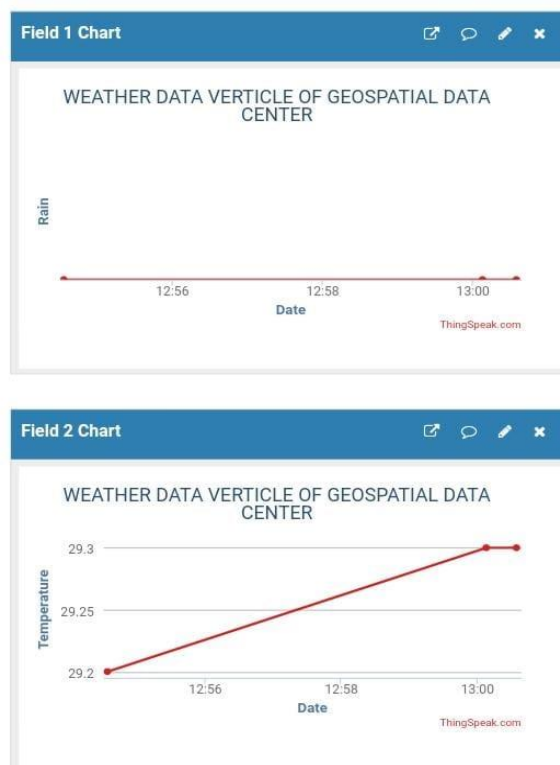 Field 1 Chart
WEATHER DATA VERTICLE OF GEOSPATIAL DATA
CENTER
Rain
12:56 12:58 13:00
Date
ThingSpeak.com
Field 2 Chart
WEATHER DATA VERTICLE OF GEOSPATIAL DATA
CENTER
Temperature
29.3
29.25
29.2
12:56 12:58 13:00
Date
ThingSpeak.com